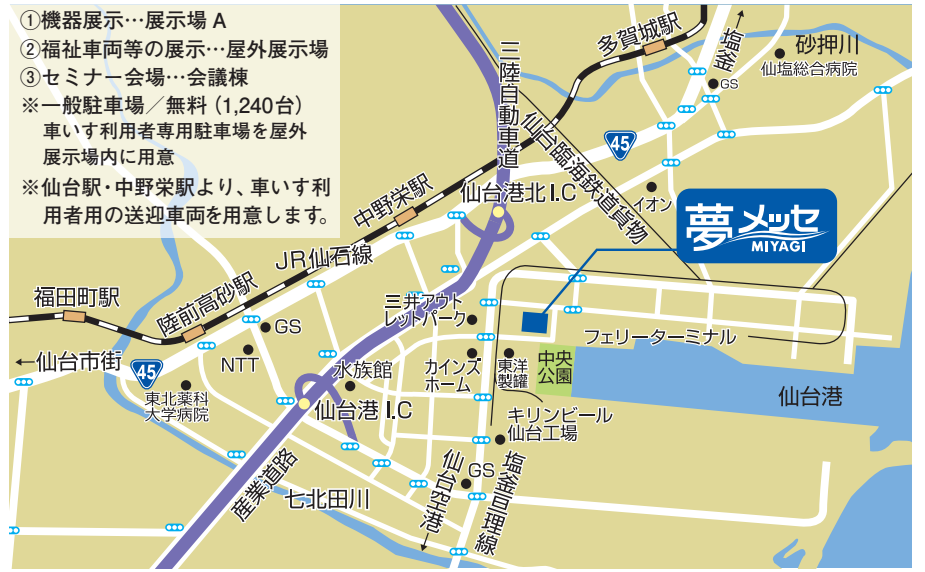 ①機器展示…展示場 A
②福祉車両等の展示…屋外展示場
③セミナー会場…会議棟
※一般駐車場／無料（1,240台）
車いす利用者専用駐車場を屋外
展示場内に用意
※仙台駅・中野栄駅より、車いす利
用者用の送迎車両を用意します。
三陸自動車道
多賀城駅
塩釜
砂押川
仙塩総合病院
GS
45
仙台臨海鉄道貨物
イオン
仙台港北I.C
中野栄駅
夢メッセ
MIYAGI
JR仙石線
陸前高砂駅
福田町駅
GS
三井アウト
レットパーク
フェリーターミナル
←仙台市街
45
NTT
水族館
カインズ
ホーム
東洋
製罐
中央
公園
仙台港
東北薬科
大学病院
仙台港 I.C
キリンビール
仙台工場
産業道路
七北田川
GS
仙台空港
塩釜亘理線